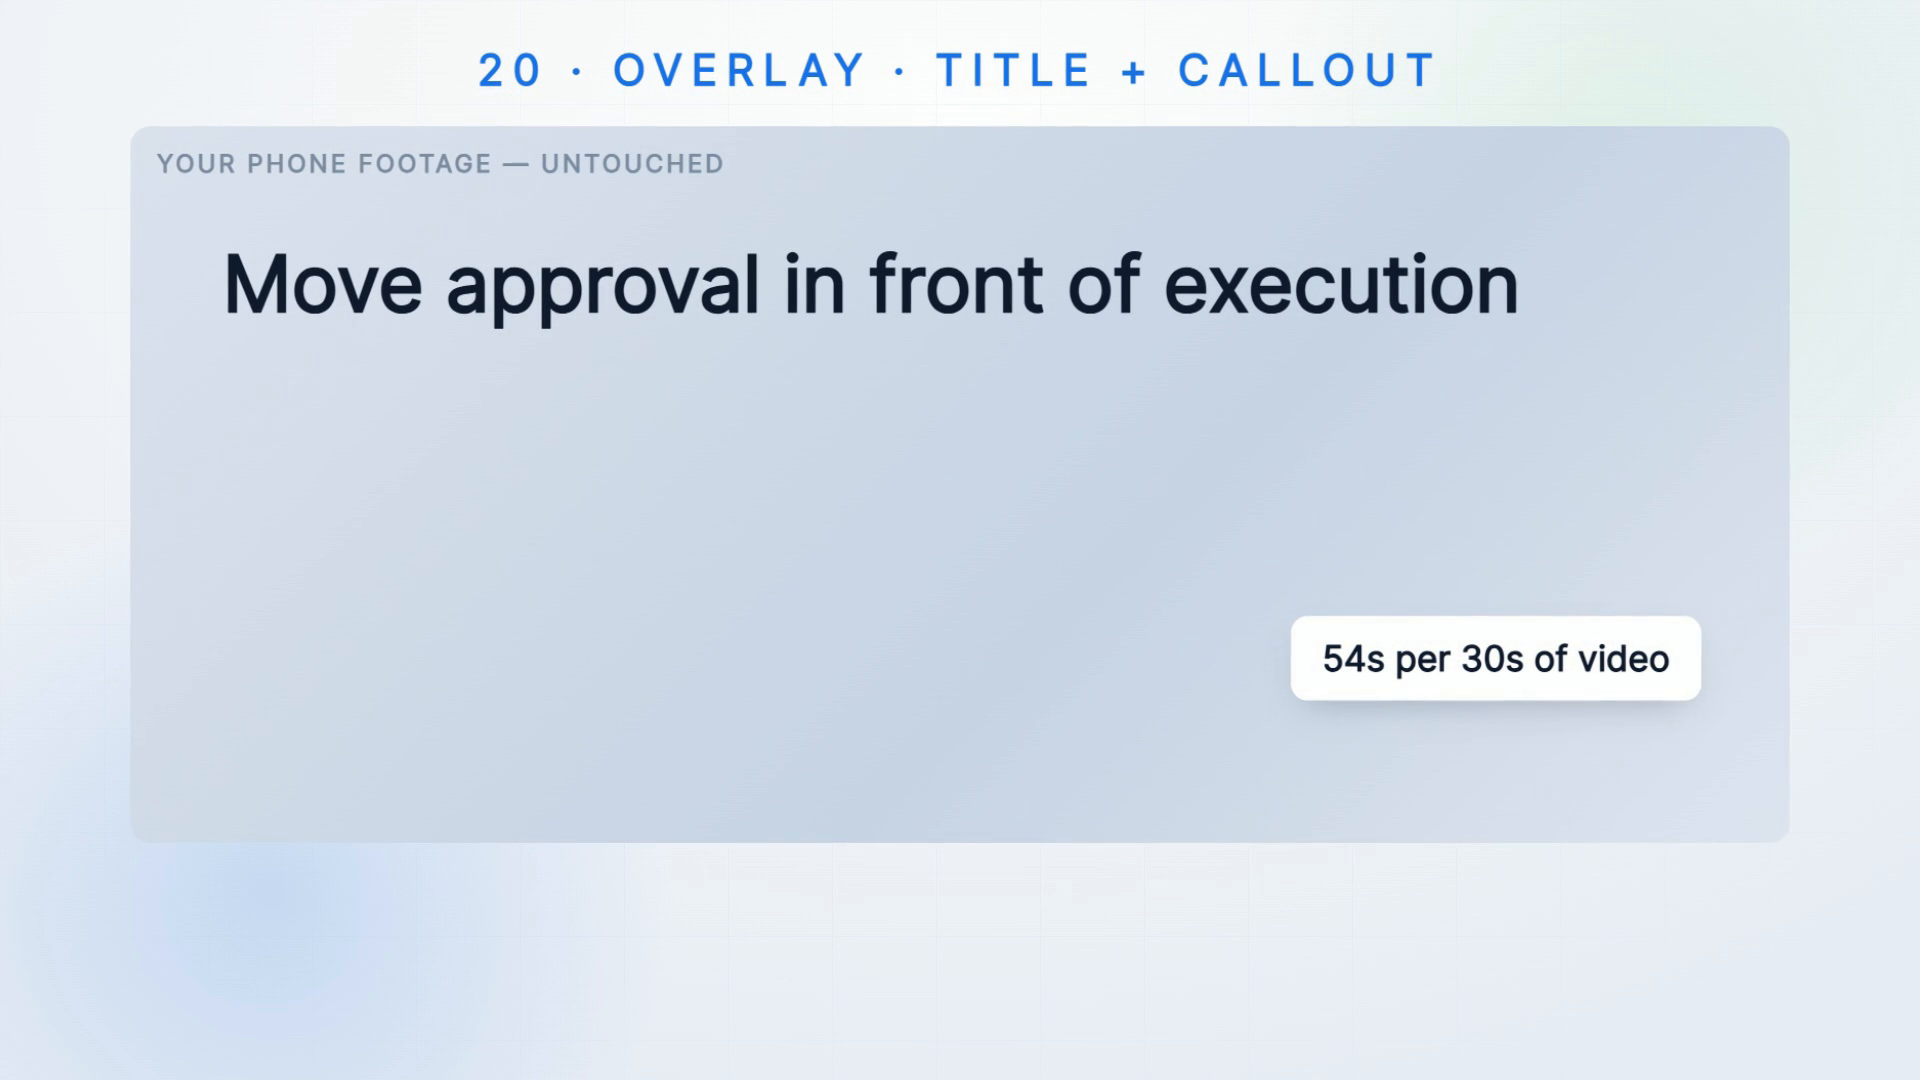 20 · OVERLAY · TITLE + CALLOUT
YOUR PHONE FOOTAGE — UNTOUCHED
Move approval in front of execution
54s per 30s of video